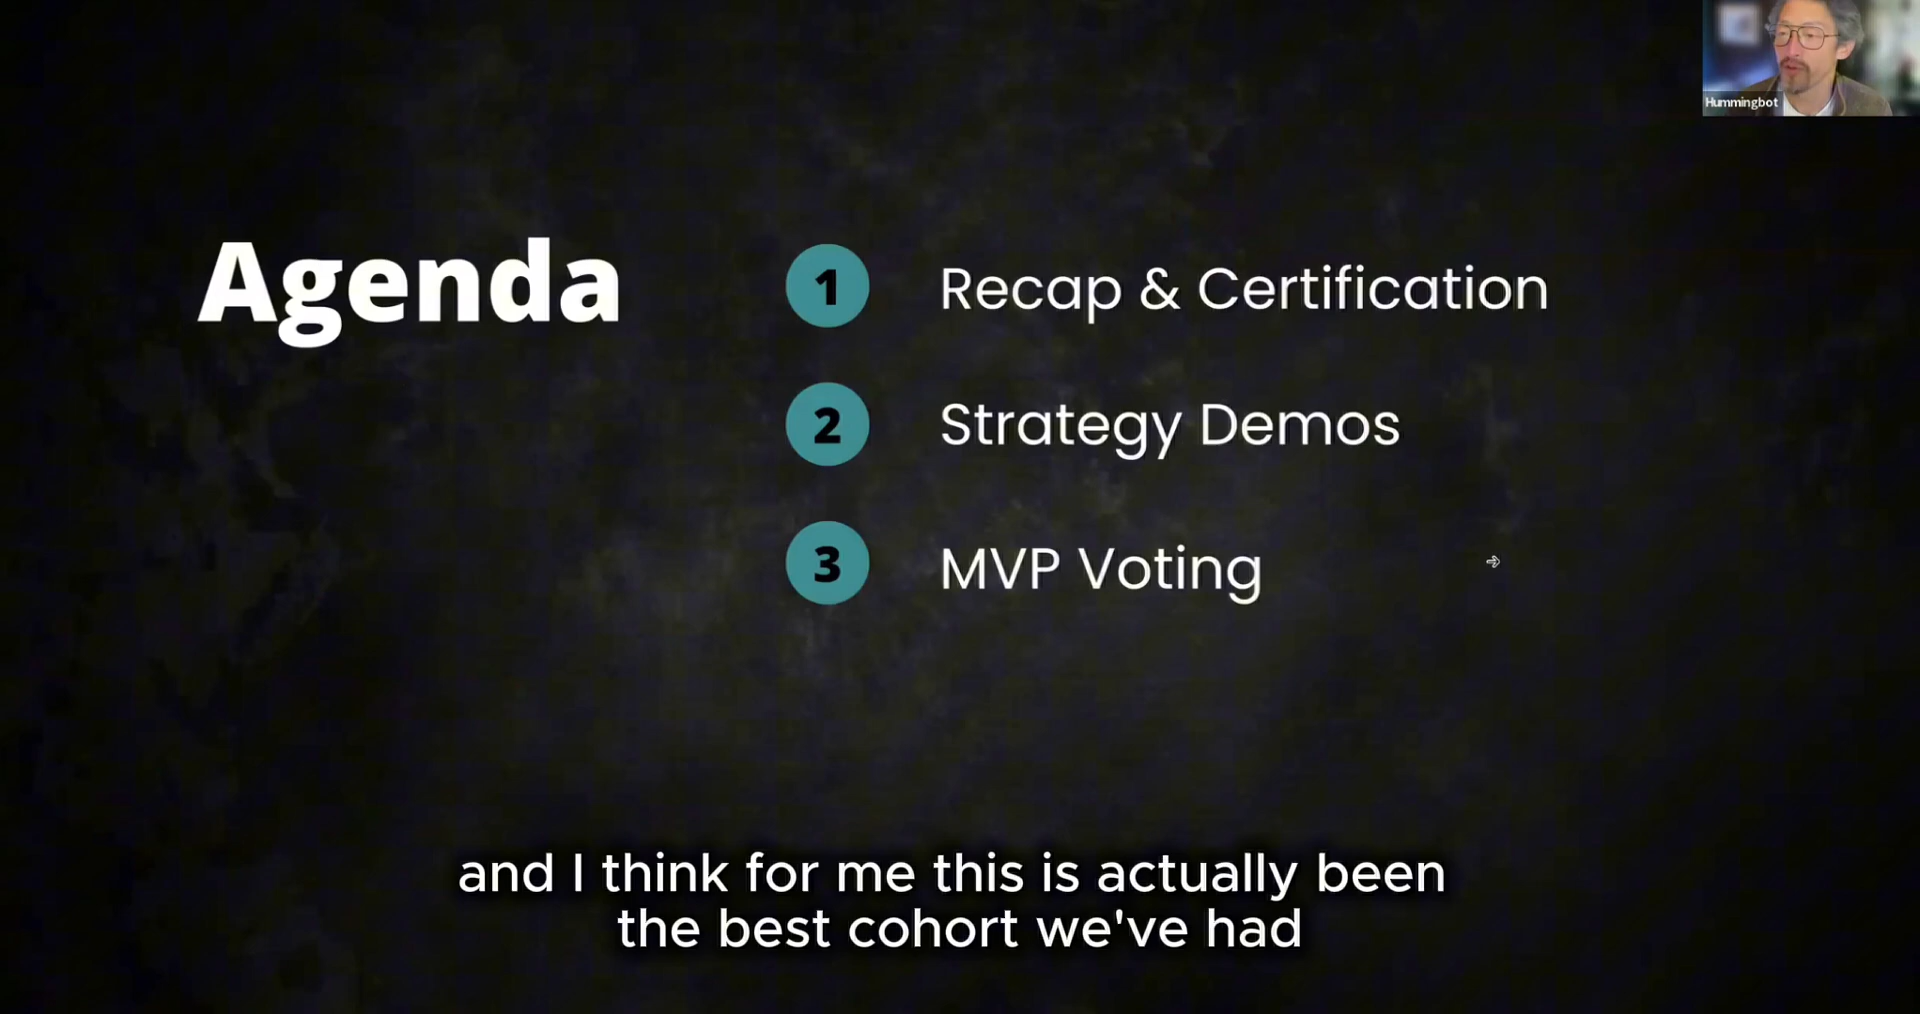 Hummingbot
Agenda
1 Recap & Certification
2 Strategy Demos
3 MVP Voting
and I think for me this is actually been
the best cohort we've had